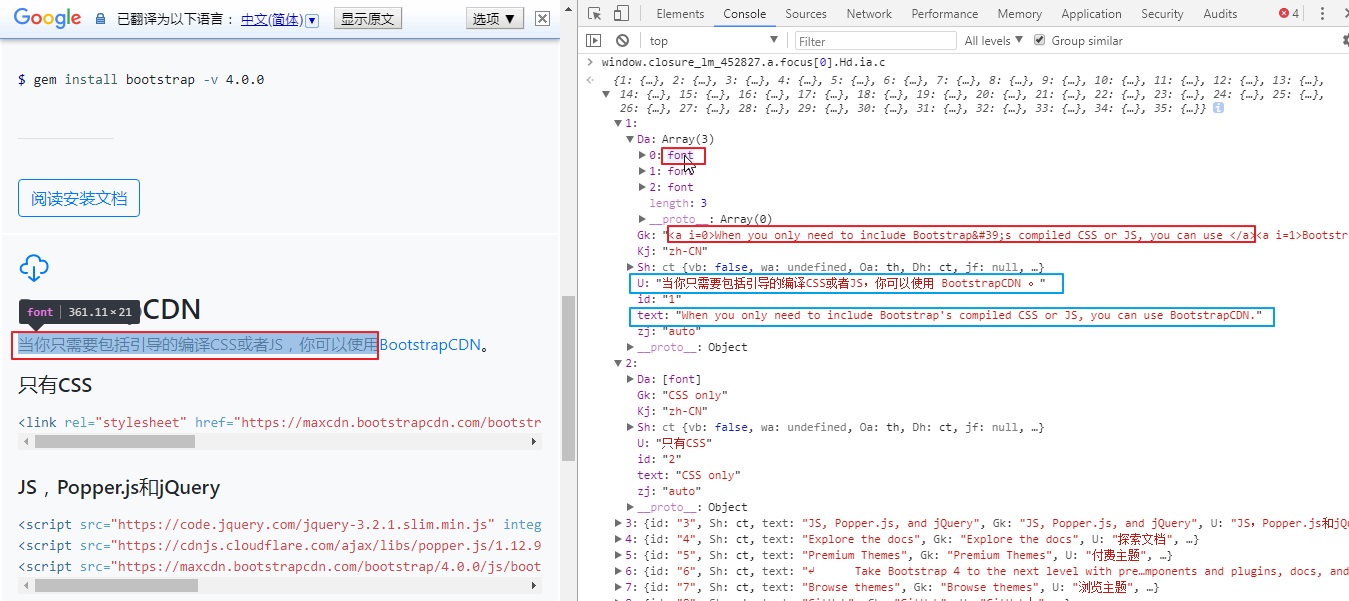 Google 已翻译为以下语言： 中文(简体) ▼ 显示原文 选项 ▼
$ gem install bootstrap -v 4.0.0
阅读安装文档
CDN
font | 361.11×21
当你只需要包括引导的编译CSS或者JS，你可以使用BootstrapCDN。
只有CSS
<link rel="stylesheet" href="https://maxcdn.bootstrapcdn.com/bootstr
JS，Popper.js和jQuery
<script src="https://code.jquery.com/jquery-3.2.1.slim.min.js" integ
<script src="https://cdnjs.cloudflare.com/ajax/libs/popper.js/1.12.9
<script src="https://maxcdn.bootstrapcdn.com/bootstrap/4.0.0/js/boot
Elements Console Sources Network Performance Memory Application Security Audits 4
top ▼ Filter All levels ▼ Group similar
> window.closure_lm_452827.a.focus[0].Hd.ia.c
{1: {…}, 2: {…}, 3: {…}, 4: {…}, 5: {…}, 6: {…}, 7: {…}, 8: {…}, 9: {…}, 10: {…}, 11: {…}, 12: {…}, 13: {…},
▼ 14: {…}, 15: {…}, 16: {…}, 17: {…}, 18: {…}, 19: {…}, 20: {…}, 21: {…}, 22: {…}, 23: {…}, 24: {…}, 25: {…},
26: {…}, 27: {…}, 28: {…}, 29: {…}, 30: {…}, 31: {…}, 32: {…}, 33: {…}, 34: {…}, 35: {…}} i
▼1:
▼Da: Array(3)
▶0: font
▶1: font
▶2: font
length: 3
▶__proto__: Array(0)
Gk: "<a i=0>When you only need to include Bootstrap&#39;s compiled CSS or JS, you can use </a><a i=1>Bootstr
Kj: "zh-CN"
▶Sh: ct {vb: false, wa: undefined, Oa: th, Dh: ct, jf: null, …}
U: "当你只需要包括引导的编译CSS或者JS，你可以使用 BootstrapCDN 。"
id: "1"
text: "When you only need to include Bootstrap's compiled CSS or JS, you can use BootstrapCDN."
zj: "auto"
▶__proto__: Object
▼2:
▶Da: [font]
Gk: "CSS only"
Kj: "zh-CN"
▶Sh: ct {vb: false, wa: undefined, Oa: th, Dh: ct, jf: null, …}
U: "只有CSS"
id: "2"
text: "CSS only"
zj: "auto"
▶__proto__: Object
▶3: {id: "3", Sh: ct, text: "JS, Popper.js, and jQuery", Gk: "JS, Popper.js, and jQuery", U: "JS，Popper.js和jQu
▶4: {id: "4", Sh: ct, text: "Explore the docs", Gk: "Explore the docs", U: "探索文档", …}
▶5: {id: "5", Sh: ct, text: "Premium Themes", Gk: "Premium Themes", U: "付费主题", …}
▶6: {id: "6", Sh: ct, text: "↵ Take Bootstrap 4 to the next level with pre…mponents and plugins, docs, and
▶7: {id: "7", Sh: ct, text: "Browse themes", Gk: "Browse themes", U: "浏览主题", …}